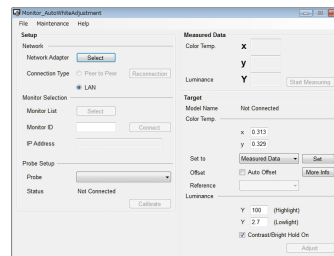 Monitor_AutoWhiteAdjustment
File Maintenance Help
Setup
Network
Network Adapter Select
Connection Type Peer to Peer Reconnection
LAN
Monitor Selection
Monitor List Select
Monitor ID Connect
IP Address
Probe Setup
Probe
Status Not Connected
Calibrate
Measured Data
Color Temp. x
y
Luminance Y Start Measuring
Target
Model Name Not Connected
Color Temp.
x 0.313
y 0.329
Set to Measured Data Set
Offset Auto Offset More Info.
Reference
Luminance
Y 100 (Highlight)
Y 2.7 (Lowlight)
Contrast/Bright Hold On
Adjust